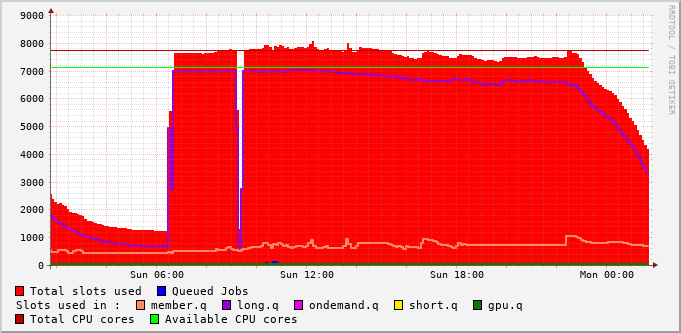 9000
8000
7000
6000
5000
4000
3000
2000
1000
0
Sun 06:00 Sun 12:00 Sun 18:00 Mon 00:00
RRDTOOL / TOBI OETIKER
Total slots used Queued Jobs
Slots used in : member.q long.q ondemand.q short.q gpu.q
Total CPU cores Available CPU cores